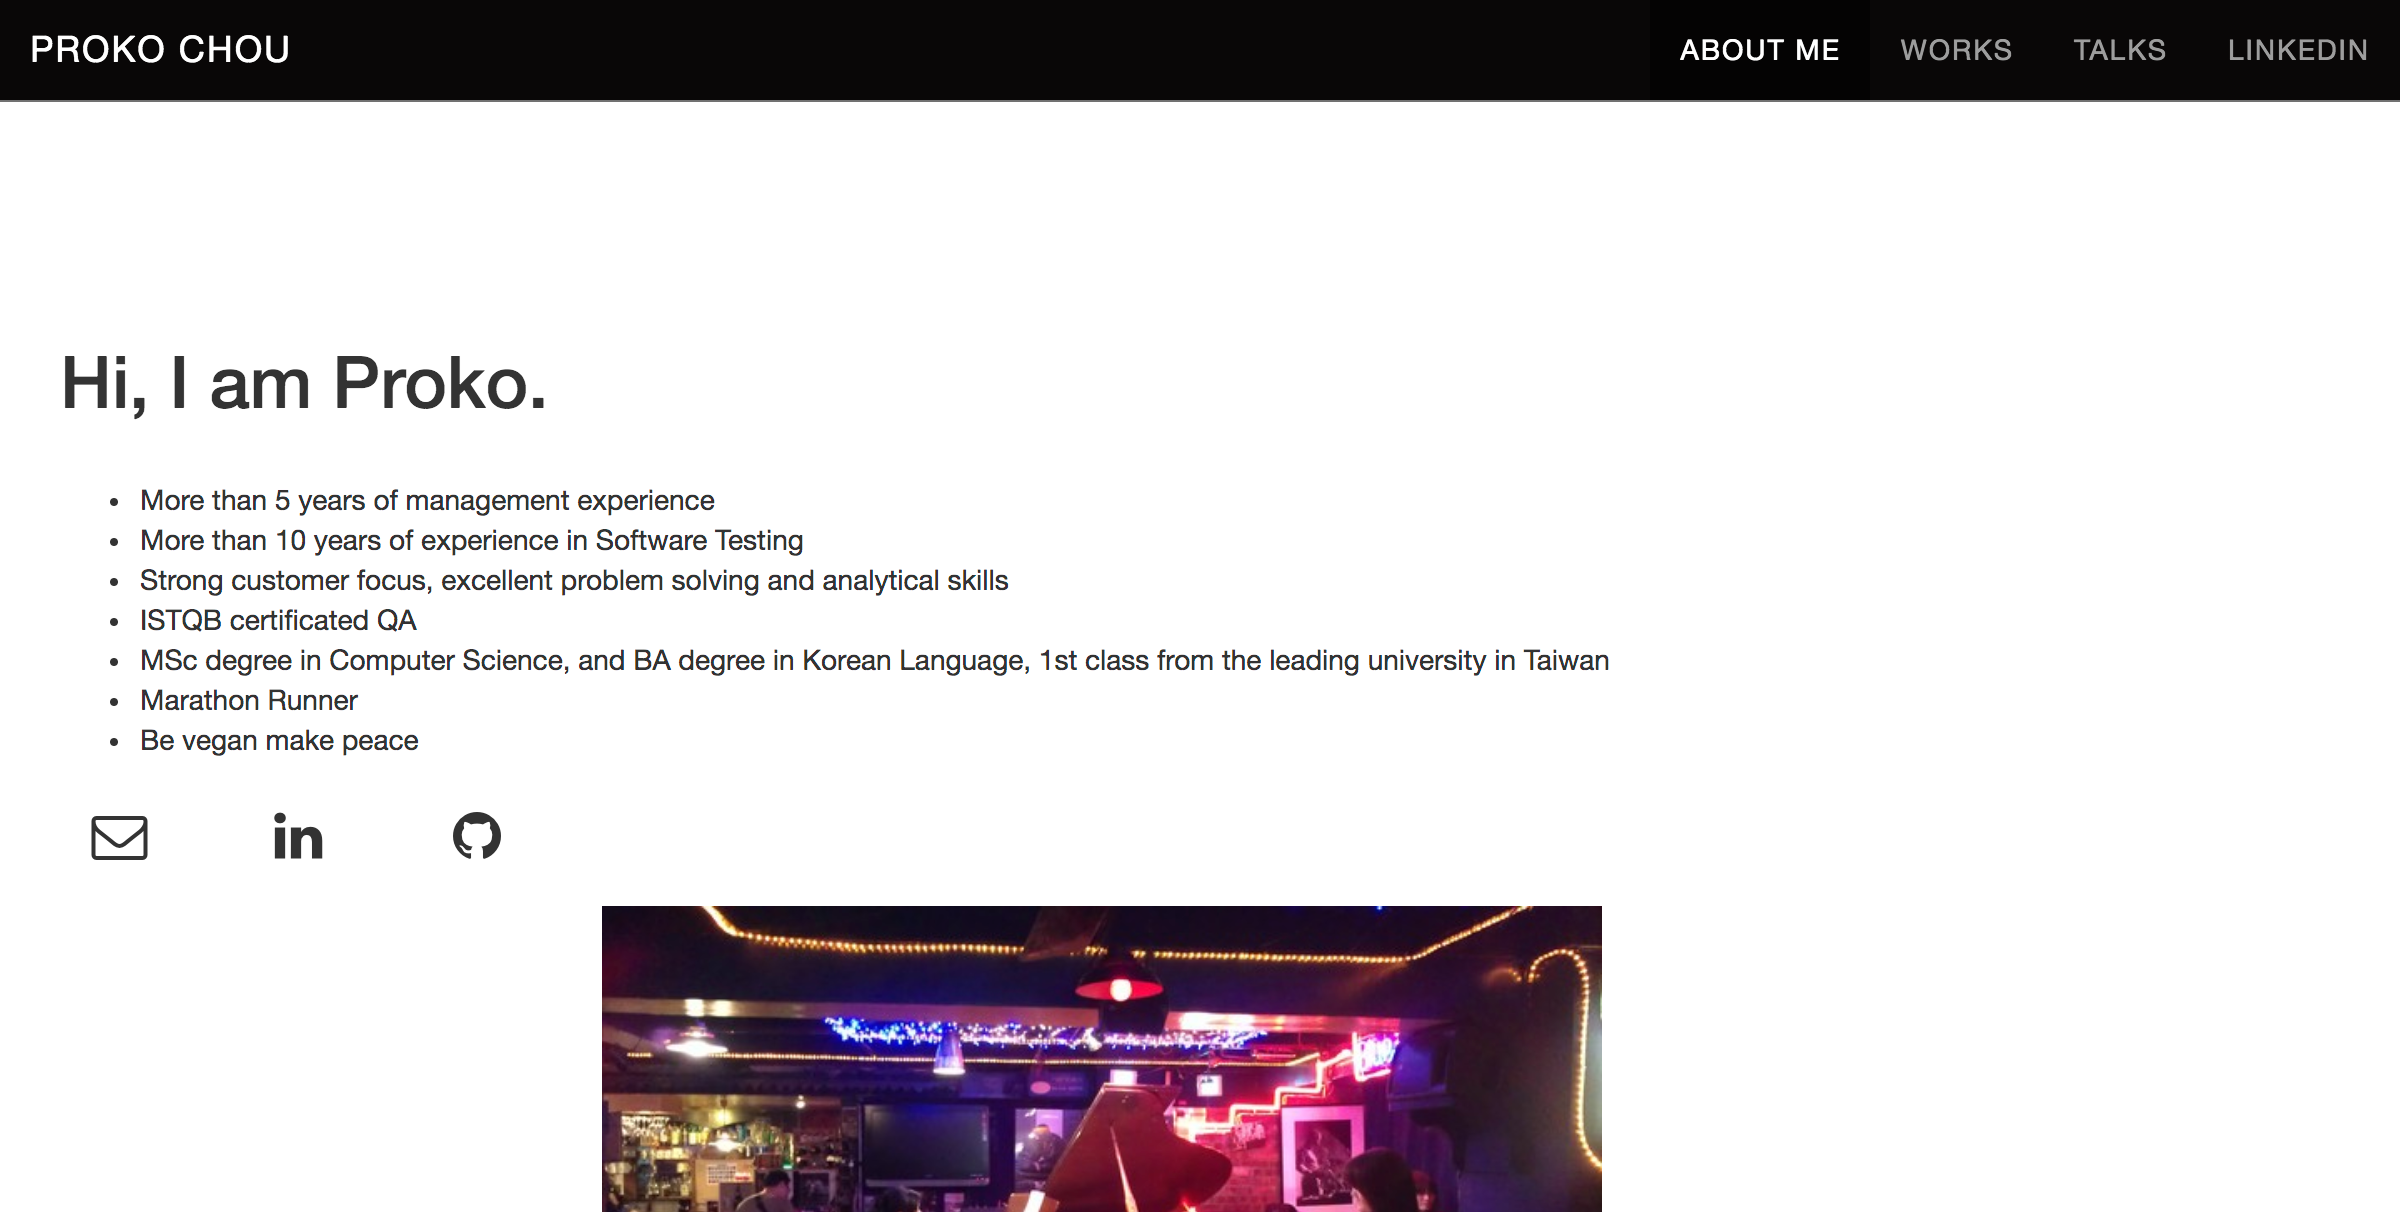 PROKO CHOU
ABOUT ME WORKS TALKS LINKEDIN
Hi, I am Proko.
• More than 5 years of management experience
• More than 10 years of experience in Software Testing
• Strong customer focus, excellent problem solving and analytical skills
• ISTQB certificated QA
• MSc degree in Computer Science, and BA degree in Korean Language, 1st class from the leading university in Taiwan
• Marathon Runner
• Be vegan make peace
in